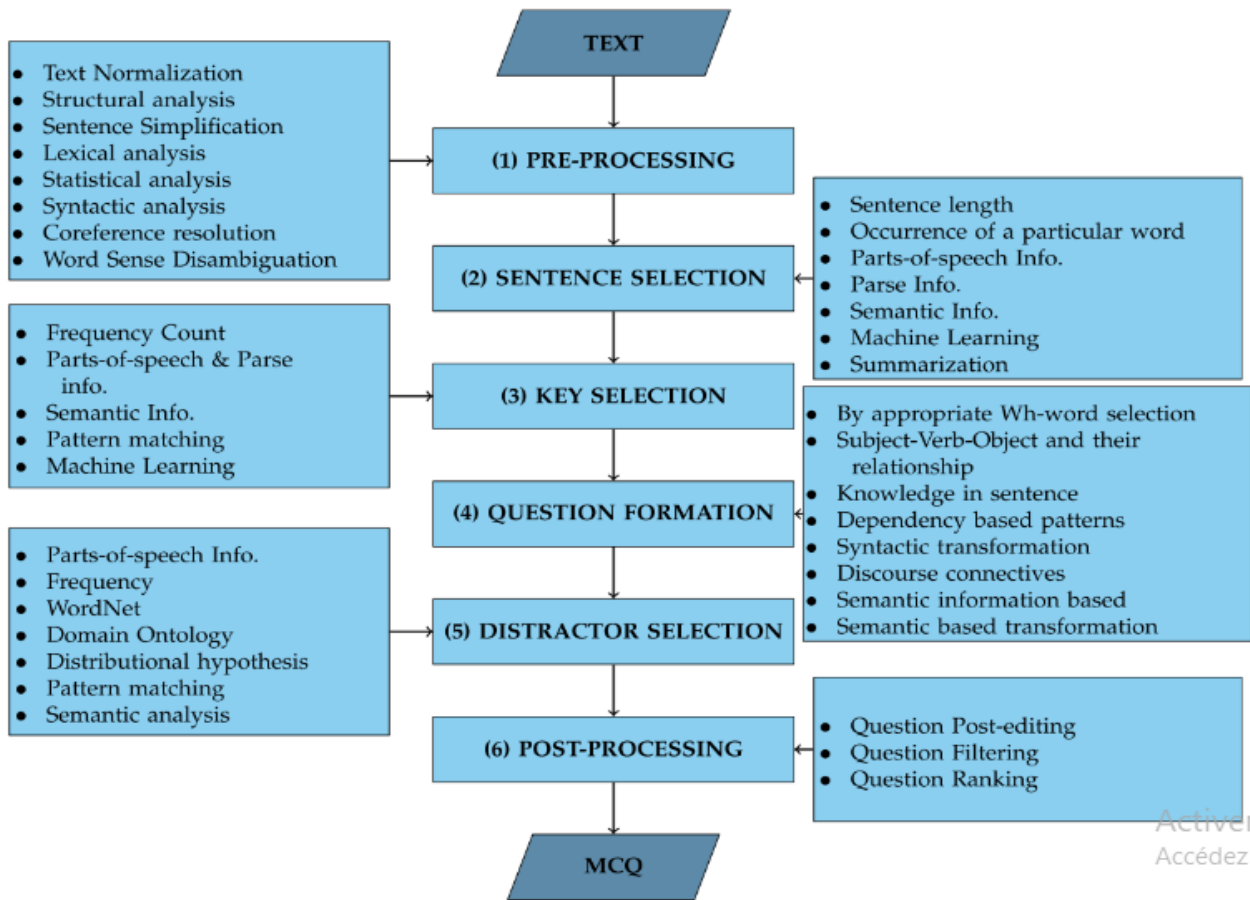 TEXT
● Text Normalization
● Structural analysis
● Sentence Simplification
● Lexical analysis
● Statistical analysis
● Syntactic analysis
● Coreference resolution
● Word Sense Disambiguation
(1) PRE-PROCESSING
● Sentence length
● Occurrence of a particular word
● Parts-of-speech Info.
● Parse Info.
● Semantic Info.
● Machine Learning
● Summarization
(2) SENTENCE SELECTION
● Frequency Count
● Parts-of-speech & Parse
info.
● Semantic Info.
● Pattern matching
● Machine Learning
(3) KEY SELECTION
● By appropriate Wh-word selection
● Subject-Verb-Object and their
relationship
● Knowledge in sentence
● Dependency based patterns
● Syntactic transformation
● Discourse connectives
● Semantic information based
● Semantic based transformation
(4) QUESTION FORMATION
● Parts-of-speech Info.
● Frequency
● WordNet
● Domain Ontology
● Distributional hypothesis
● Pattern matching
● Semantic analysis
(5) DISTRACTOR SELECTION
● Question Post-editing
● Question Filtering
● Question Ranking
(6) POST-PROCESSING
MCQ
Activer
Accédez